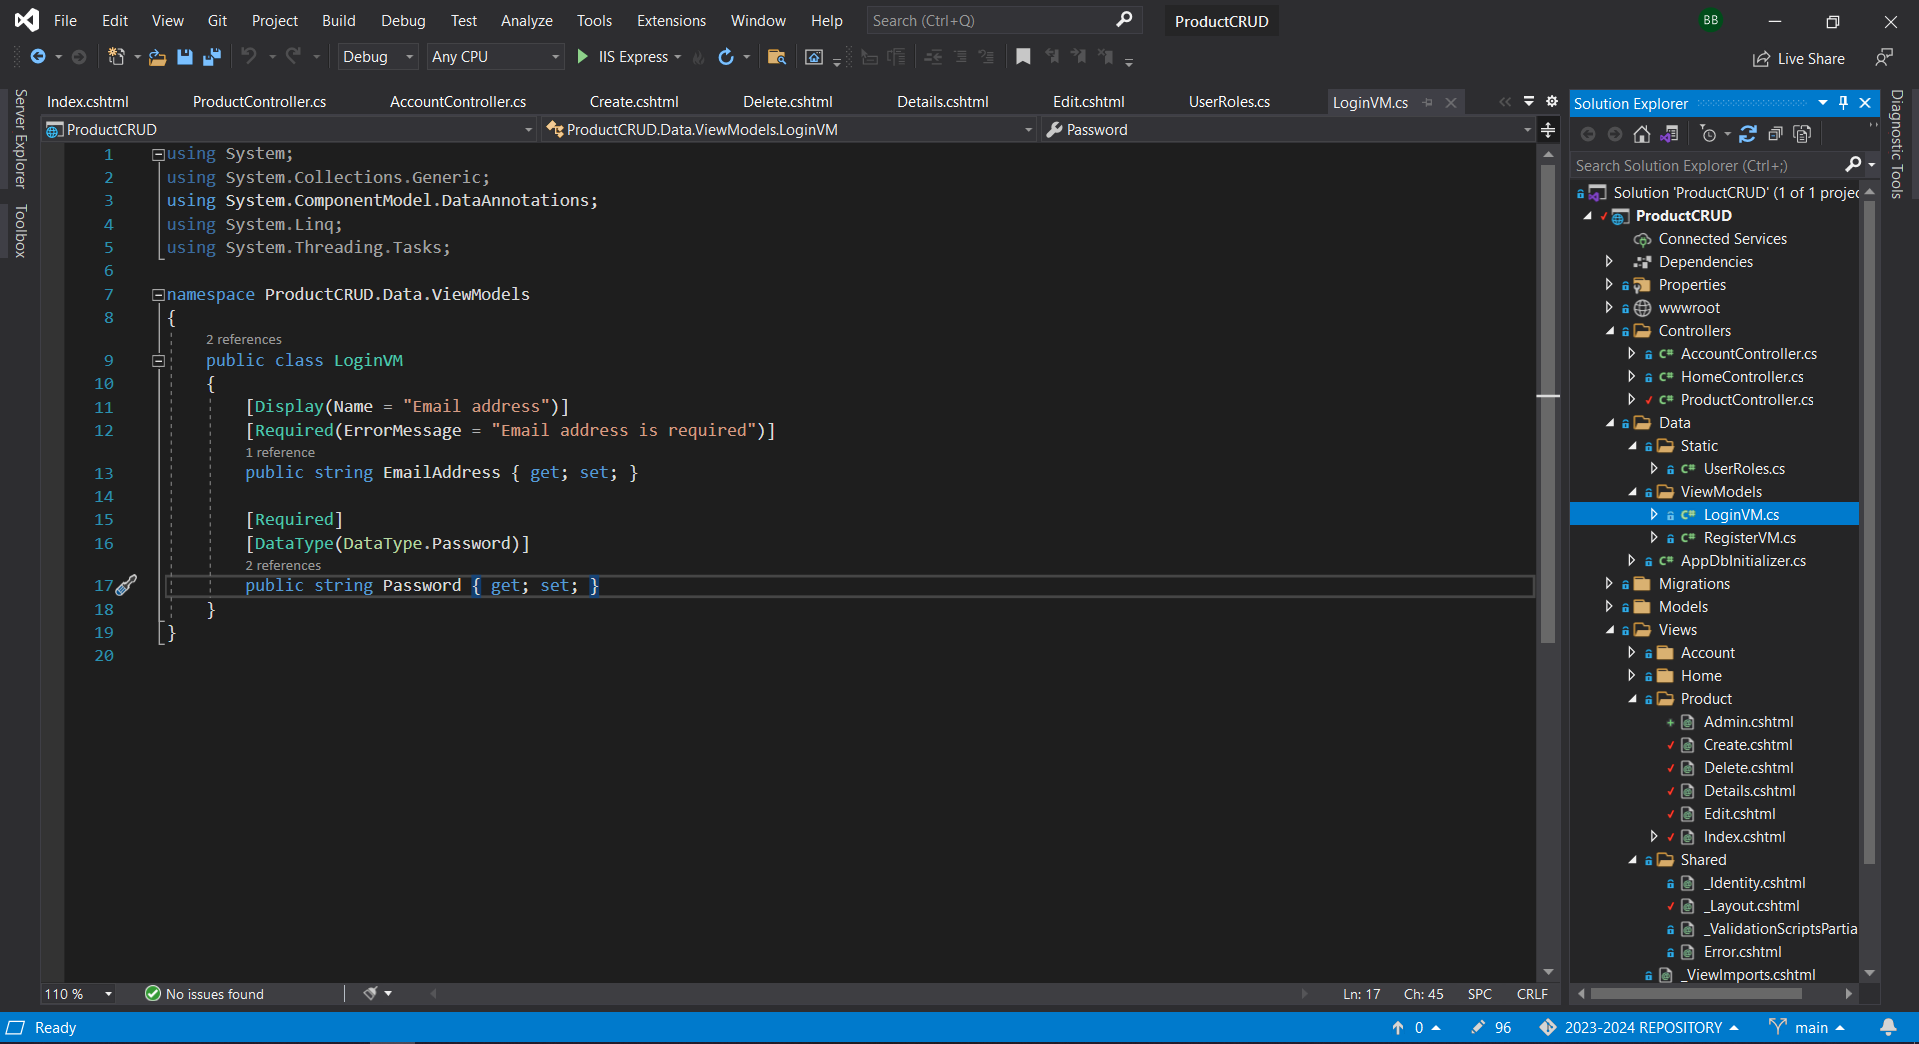 File Edit View Git Project Build Debug Test Analyze Tools Extensions Window Help Search (Ctrl+Q) ProductCRUD BB
Debug Any CPU IIS Express Live Share
Server Explorer
Toolbox
Index.cshtml ProductController.cs AccountController.cs Create.cshtml Delete.cshtml Details.cshtml Edit.cshtml UserRoles.cs LoginVM.cs
ProductCRUD ProductCRUD.Data.ViewModels.LoginVM Password
1 using System;
2 using System.Collections.Generic;
3 using System.ComponentModel.DataAnnotations;
4 using System.Linq;
5 using System.Threading.Tasks;
6
7 namespace ProductCRUD.Data.ViewModels
8 {
2 references
9 public class LoginVM
10 {
11 [Display(Name = "Email address")]
12 [Required(ErrorMessage = "Email address is required")]
1 reference
13 public string EmailAddress { get; set; }
14
15 [Required]
16 [DataType(DataType.Password)]
2 references
17 public string Password { get; set; }
18 }
19 }
20
110 % No issues found Ln: 17 Ch: 45 SPC CRLF
Solution Explorer
Search Solution Explorer (Ctrl+;)
Solution 'ProductCRUD' (1 of 1 projec
ProductCRUD
Connected Services
Dependencies
Properties
wwwroot
Controllers
C# AccountController.cs
C# HomeController.cs
C# ProductController.cs
Data
Static
C# UserRoles.cs
ViewModels
C# LoginVM.cs
C# RegisterVM.cs
C# AppDbInitializer.cs
Migrations
Models
Views
Account
Home
Product
Admin.cshtml
Create.cshtml
Delete.cshtml
Details.cshtml
Edit.cshtml
Index.cshtml
Shared
_Identity.cshtml
_Layout.cshtml
_ValidationScriptsPartia
Error.cshtml
_ViewImports.cshtml
Diagnostic Tools
Ready 0 96 2023-2024 REPOSITORY main